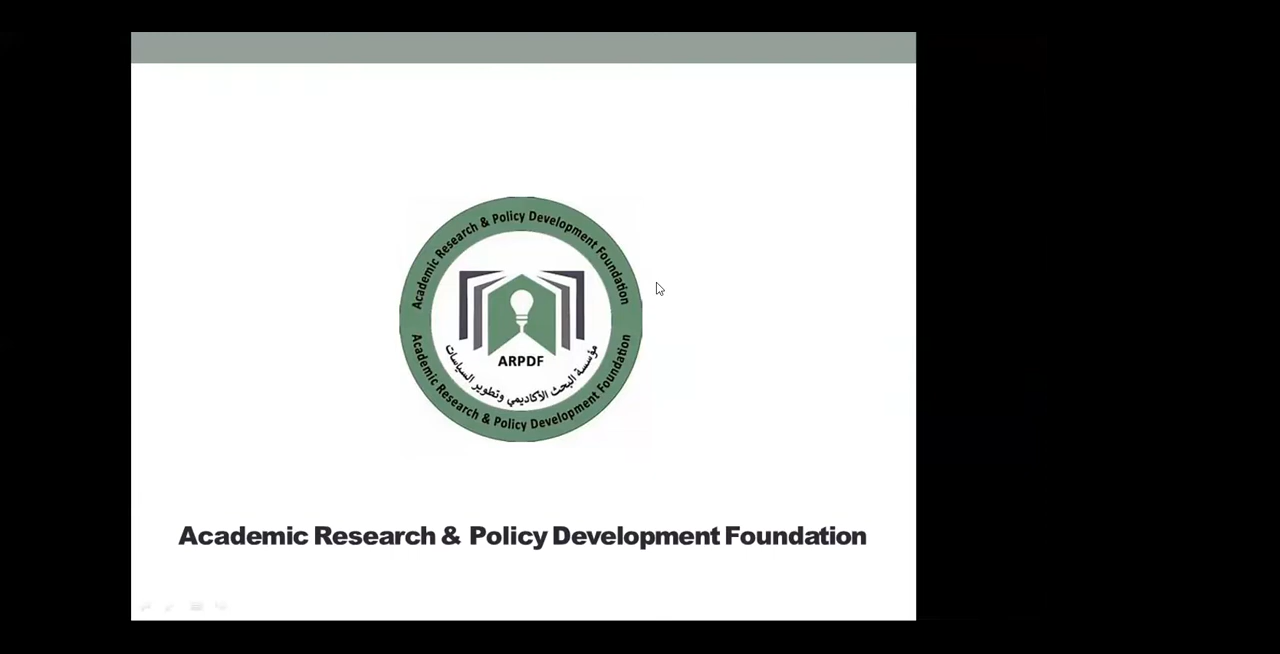 Academic Research & Policy Development Foundation
ARPDF
مؤسسة البحث الأكاديمي وتطوير السياسات
Academic Research & Policy Development Foundation
Academic Research & Policy Development Foundation